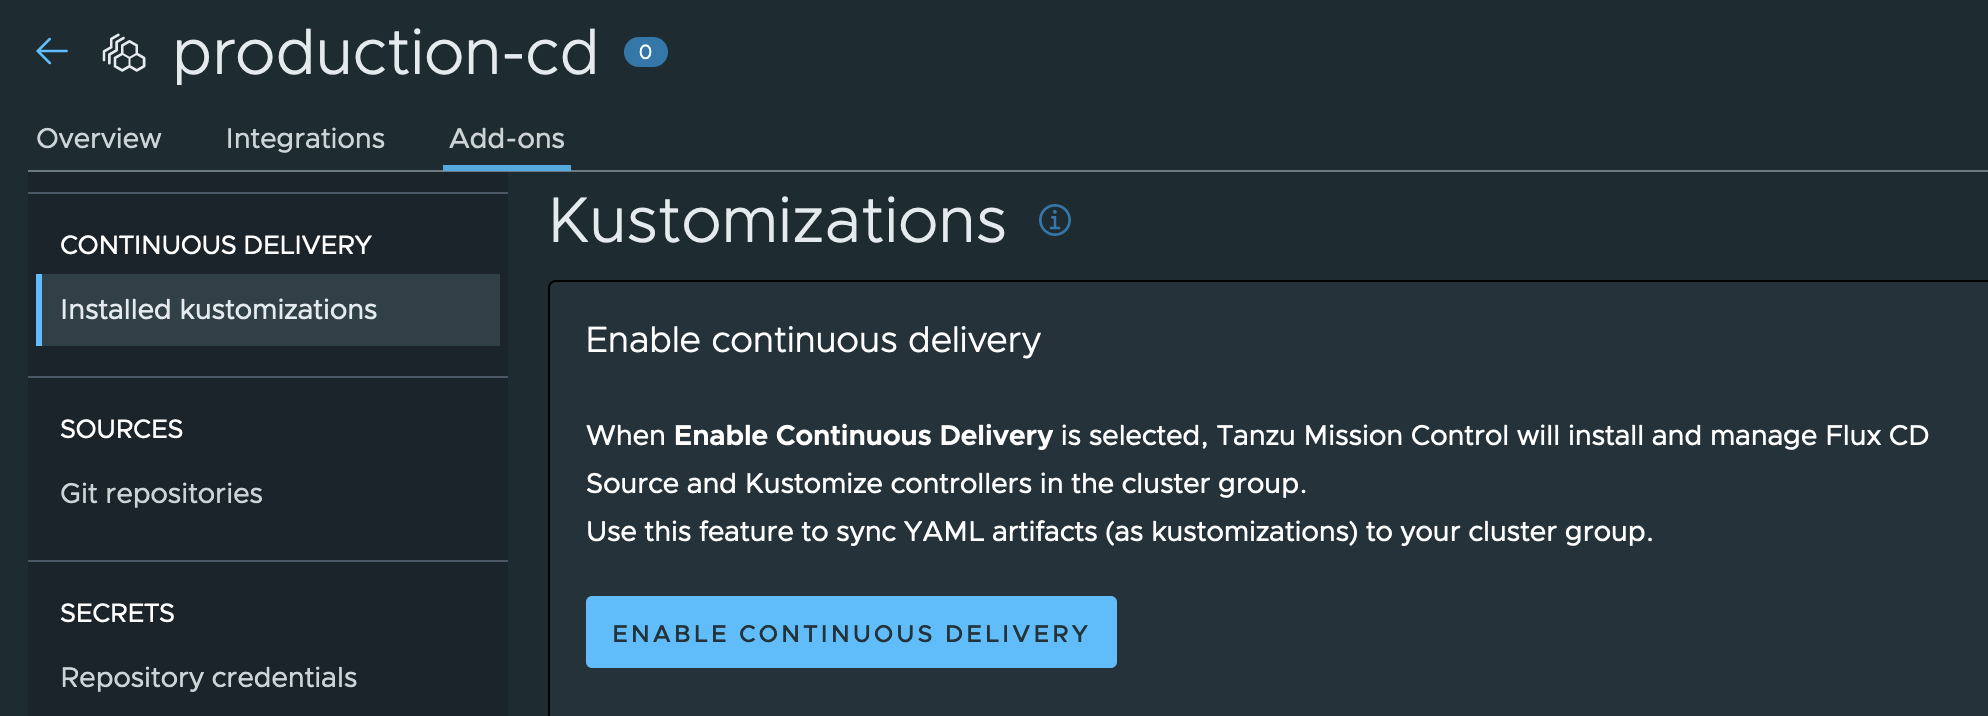 production-cd 0
Overview Integrations Add-ons
CONTINUOUS DELIVERY
Installed kustomizations
SOURCES
Git repositories
SECRETS
Repository credentials
Kustomizations
Enable continuous delivery
When Enable Continuous Delivery is selected, Tanzu Mission Control will install and manage Flux CD
Source and Kustomize controllers in the cluster group.
Use this feature to sync YAML artifacts (as kustomizations) to your cluster group.
ENABLE CONTINUOUS DELIVERY